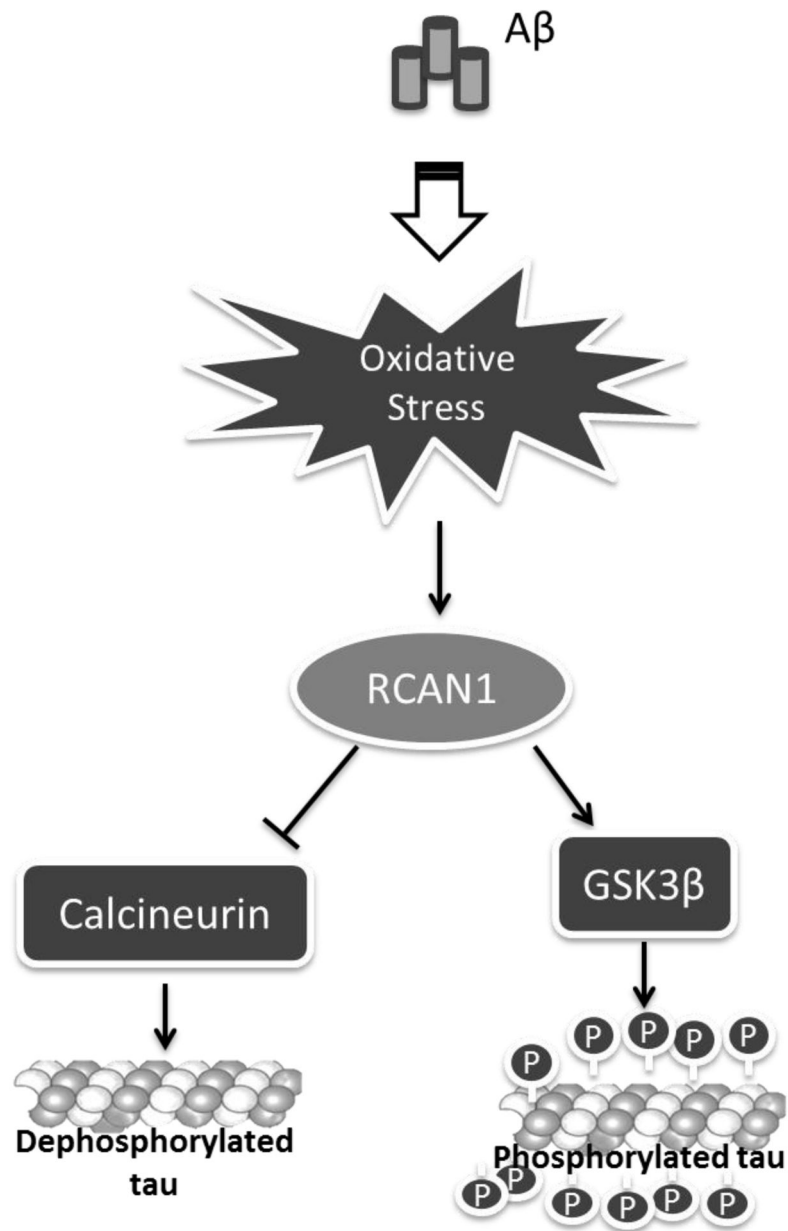 Aβ
Oxidative
Stress
RCAN1
Calcineurin
GSK3β
P
P
P
P
P
Dephosphorylated
tau
Phosphorylated tau
P
P
P
P
P
P